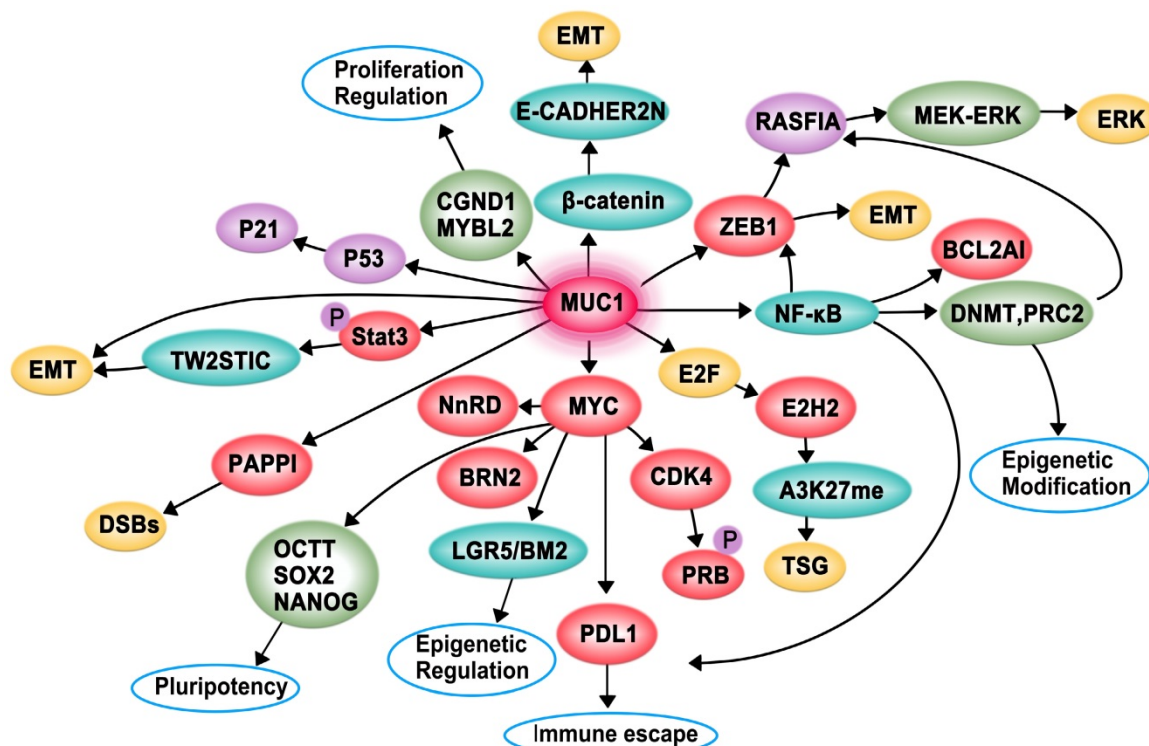 EMT
Proliferation
Regulation
E-CADHER2N
RASFIA
MEK-ERK
ERK
CGND1
MYBL2
β-catenin
ZEB1
EMT
P21
P53
BCL2AI
MUC1
NF-κB
DNMT,PRC2
P
Stat3
TW2STIC
EMT
E2F
NnRD
MYC
E2H2
PAPPI
BRN2
CDK4
A3K27me
Epigenetic
Modification
DSBs
OCTT
SOX2
NANOG
LGR5/BM2
P
PRB
TSG
PDL1
Epigenetic
Regulation
Pluripotency
Immune escape